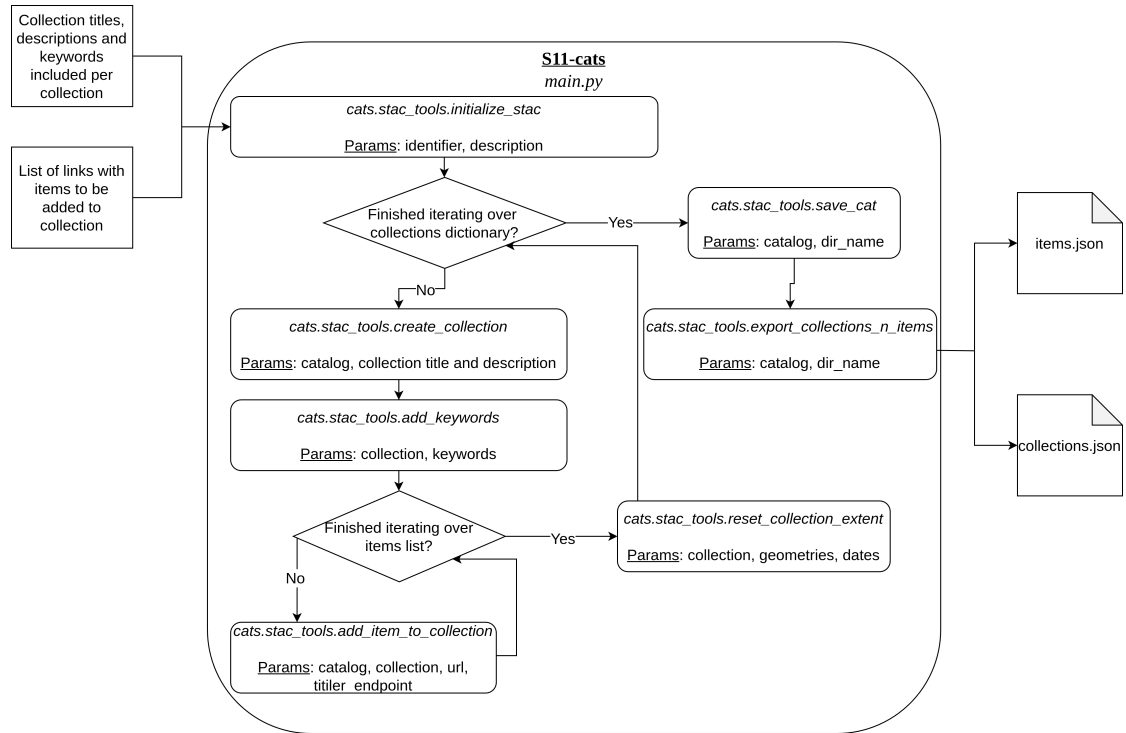 Collection titles,
descriptions and
keywords
included per
collection
List of links with
items to be
added to
collection
S11-cats
main.py
cats.stac_tools.initialize_stac
Params: identifier, description
Finished iterating over
collections dictionary?
Yes
No
cats.stac_tools.save_cat
Params: catalog, dir_name
cats.stac_tools.export_collections_n_items
Params: catalog, dir_name
cats.stac_tools.create_collection
Params: catalog, collection title and description
cats.stac_tools.add_keywords
Params: collection, keywords
Finished iterating over
items list?
Yes
No
cats.stac_tools.reset_collection_extent
Params: collection, geometries, dates
cats.stac_tools.add_item_to_collection
Params: catalog, collection, url,
titiler_endpoint
items.json
collections.json